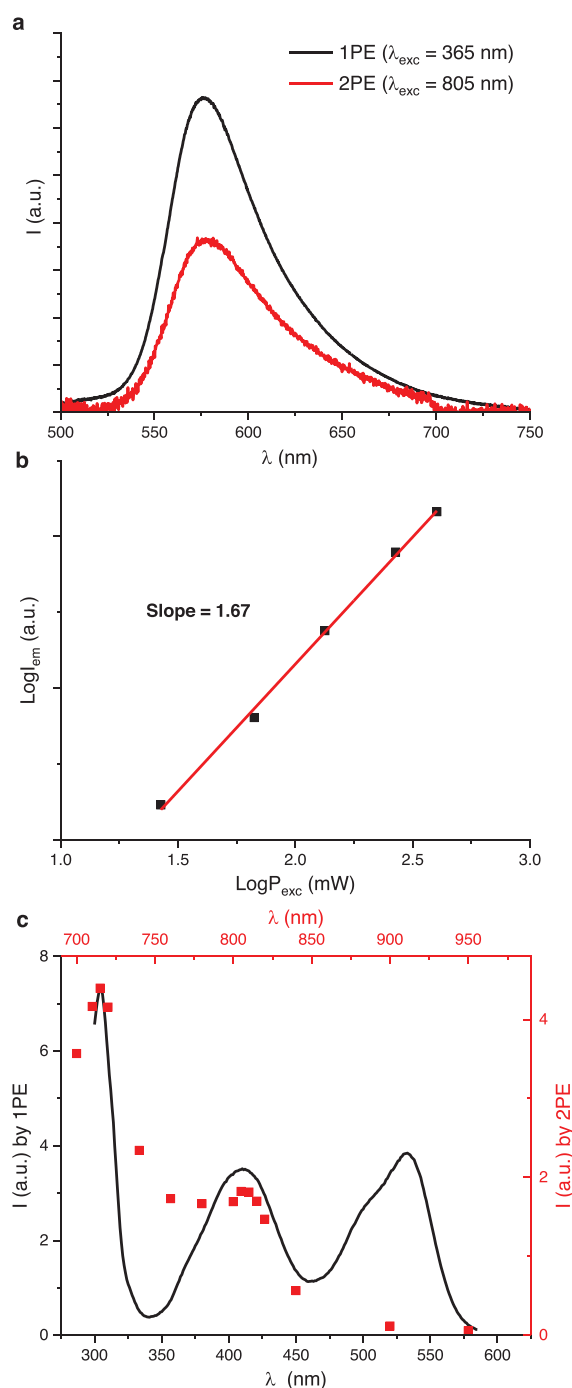 a
1PE (λexc = 365 nm)
2PE (λexc = 805 nm)
I (a.u.)
500 550 600 650 700 750
λ (nm)
b
Slope = 1.67
LogIem (a.u.)
1.0 1.5 2.0 2.5 3.0
LogPexc (mW)
c
λ (nm)
700 750 800 850 900 950
8
6
4
2
0
I (a.u.) by 1PE
4
2
0
I (a.u.) by 2PE
300 350 400 450 500 550 600
λ (nm)